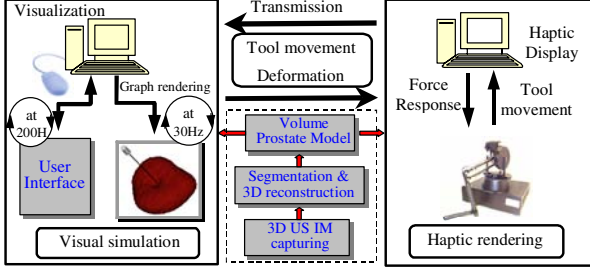 Visualization
Graph rendering
at
200H
at
30Hz
User
Interface
Visual simulation
Transmission
Tool movement
Deformation
Volume
Prostate Model
Segmentation &
3D reconstruction
3D US IM
capturing
Haptic
Display
Force
Response
Tool
movement
Haptic rendering